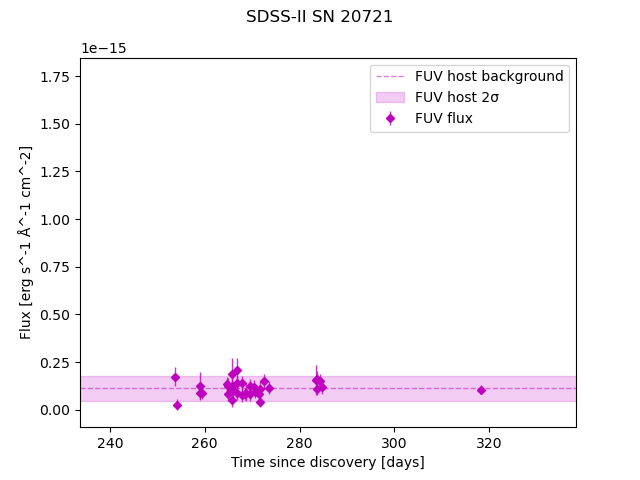 SDSS-II SN 20721
1e−15
FUV host background
FUV host 2σ
FUV flux
1.75
1.50
1.25
1.00
0.75
0.50
0.25
0.00
Flux [erg s^-1 Å^-1 cm^-2]
240 260 280 300 320
Time since discovery [days]